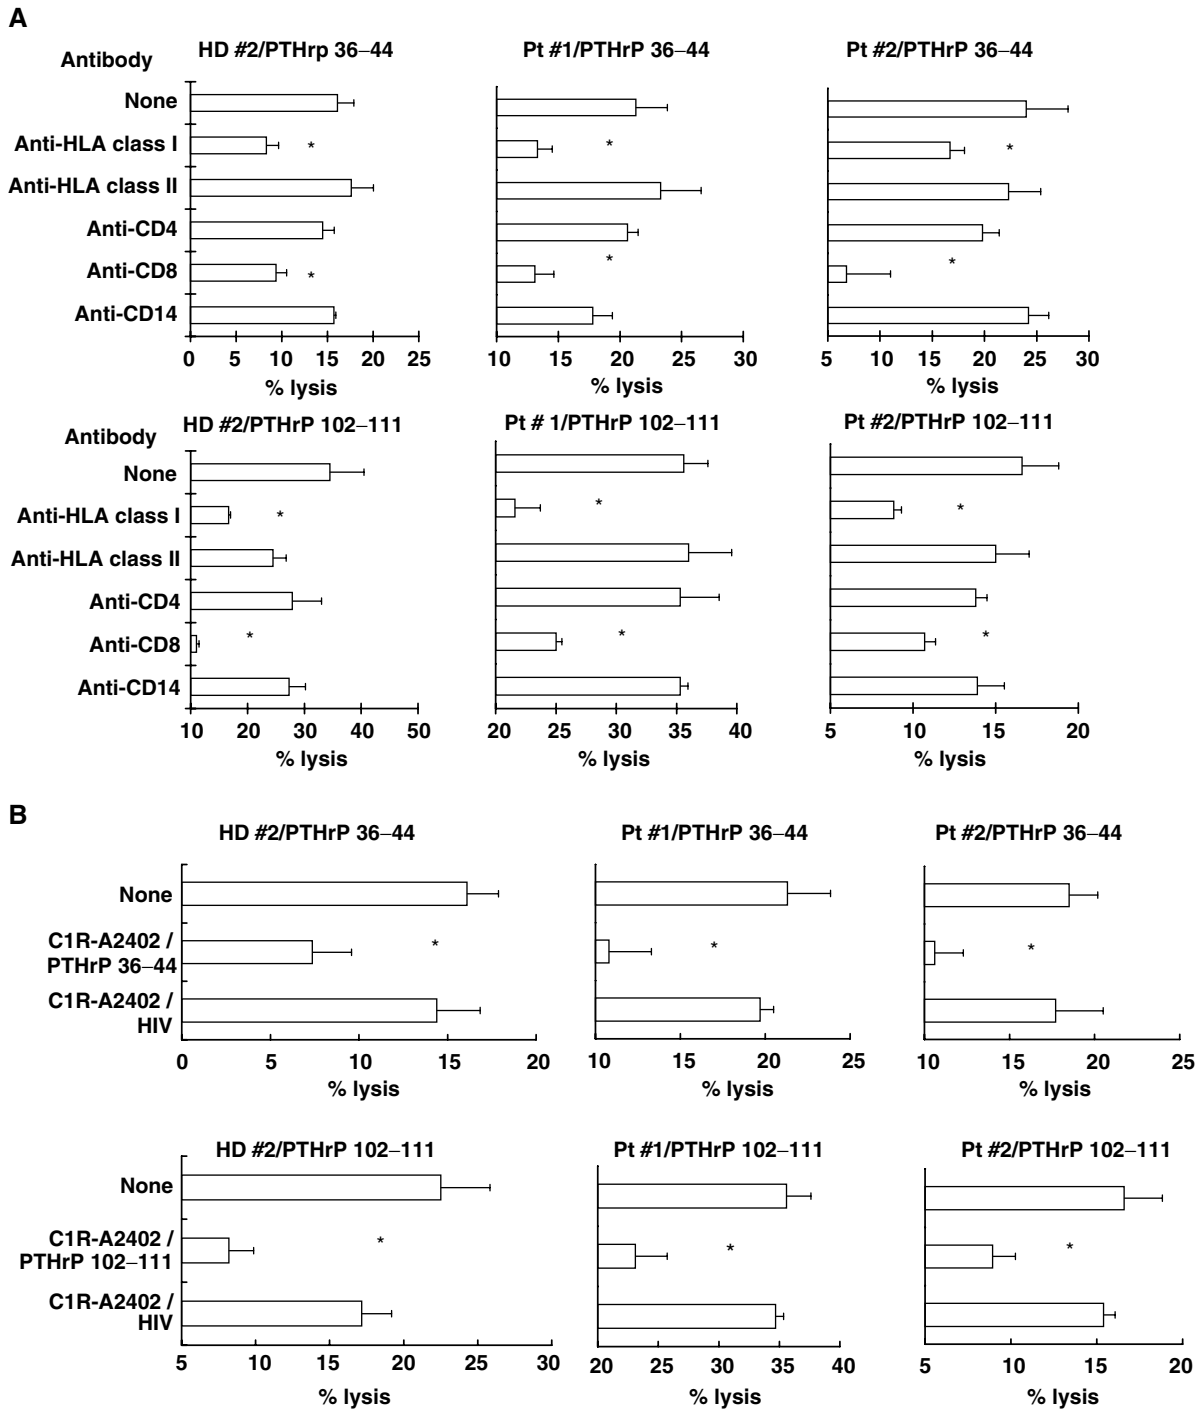 A
HD #2/PTHrp 36–44
Pt #1/PTHrP 36–44
Pt #2/PTHrP 36–44
Antibody
None
Anti-HLA class I
*
*
*
Anti-HLA class II
Anti-CD4
Anti-CD8
*
*
*
Anti-CD14
0 5 10 15 20 25
10 15 20 25 30
5 10 15 20 25 30
% lysis
% lysis
% lysis
HD #2/PTHrP 102–111
Pt # 1/PTHrP 102–111
Pt #2/PTHrP 102–111
Antibody
None
Anti-HLA class I
*
*
*
Anti-HLA class II
Anti-CD4
Anti-CD8
*
*
*
Anti-CD14
10 20 30 40 50
20 25 30 35 40
5 10 15 20
% lysis
% lysis
% lysis
B
HD #2/PTHrP 36–44
Pt #1/PTHrP 36–44
Pt #2/PTHrP 36–44
None
C1R-A2402 /
PTHrP 36–44
*
*
*
C1R-A2402 /
HIV
0 5 10 15 20
10 15 20 25
10 15 20 25
% lysis
% lysis
% lysis
HD #2/PTHrP 102–111
Pt #1/PTHrP 102–111
Pt #2/PTHrP 102–111
None
C1R-A2402 /
PTHrP 102–111
*
*
*
C1R-A2402 /
HIV
5 10 15 20 25 30
20 25 30 35 40
5 10 15 20
% lysis
% lysis
% lysis